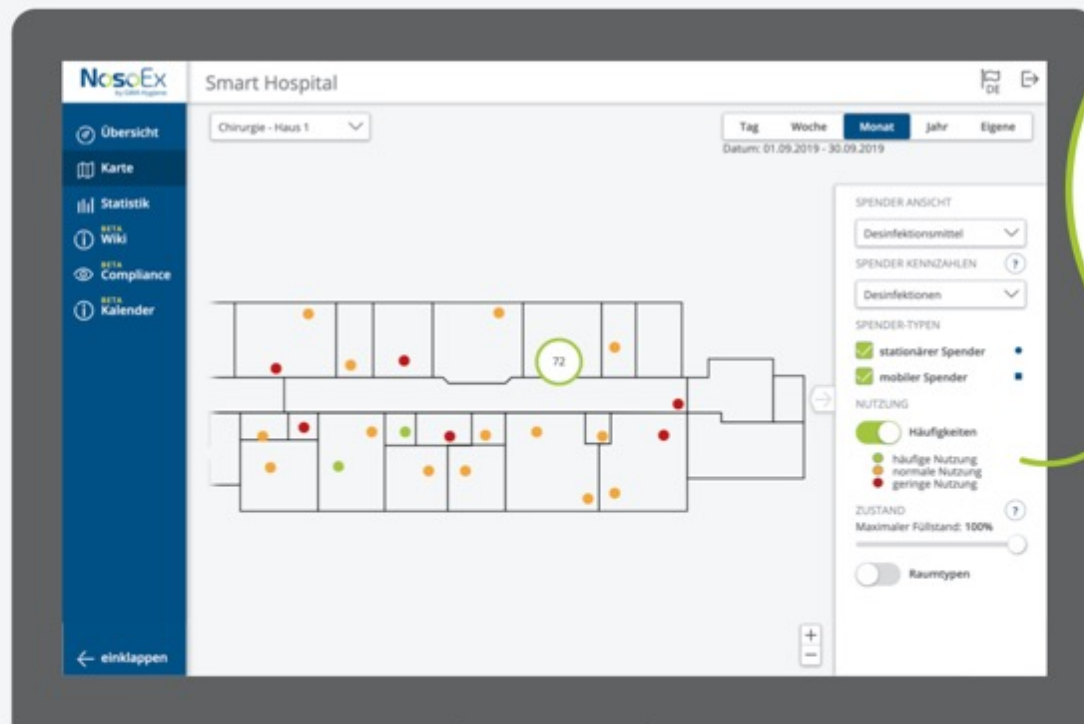 NosoEx
by GWA Hygiene
Smart Hospital
DE
Übersicht
Karte
Statistik
BETA
Wiki
BETA
Compliance
BETA
Kalender
einklappen
Chirurgie - Haus 1
Tag Woche Monat Jahr Eigene
Datum: 01.09.2019 - 30.09.2019
72
SPENDER ANSICHT
Desinfektionsmittel
SPENDER KENNZAHLEN ?
Desinfektionen
SPENDER-TYPEN
stationärer Spender
mobiler Spender
NUTZUNG
Häufigkeiten
häufige Nutzung
normale Nutzung
geringe Nutzung
ZUSTAND ?
Maximaler Füllstand: 100%
Raumtypen
+
−